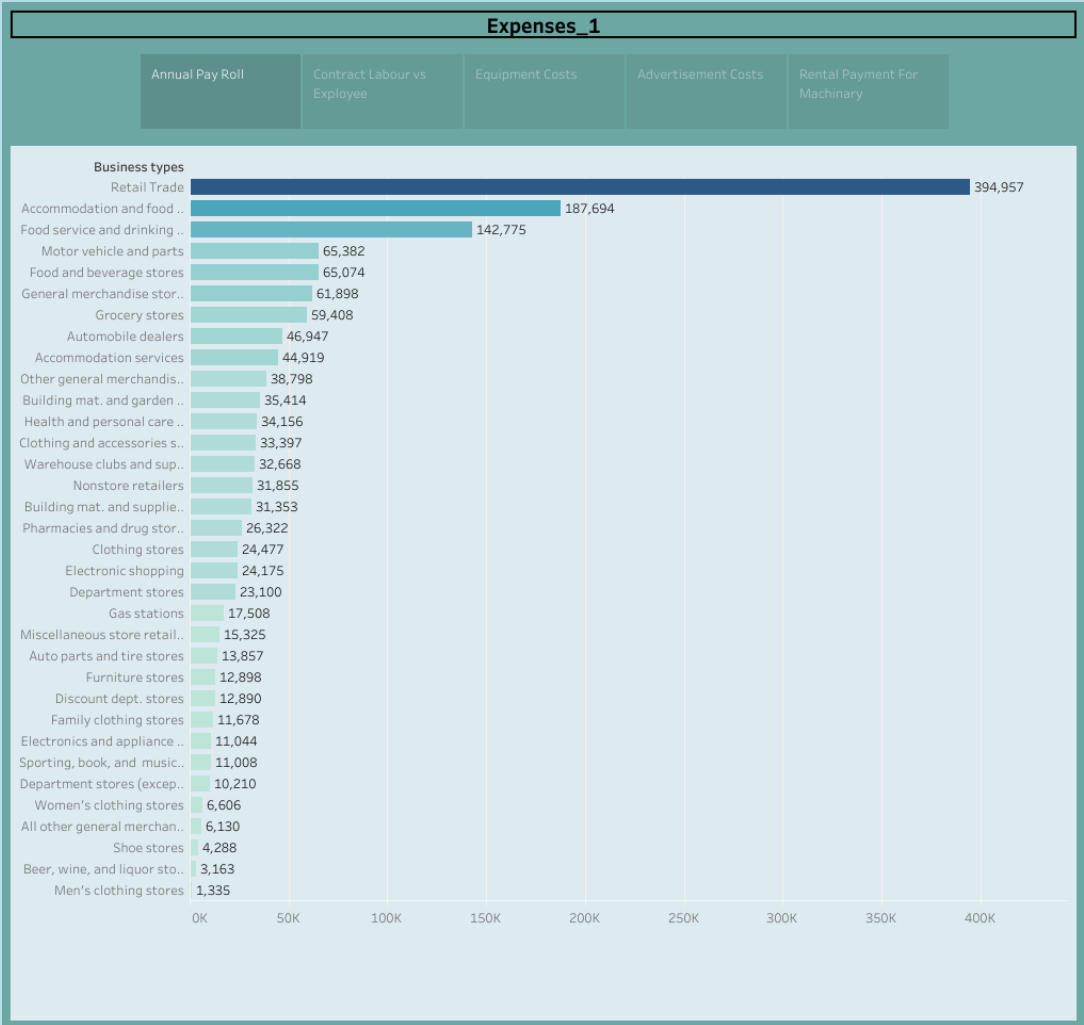 Expenses_1
Annual Pay Roll
Contract Labour vs
Exployee
Equipment Costs
Advertisement Costs
Rental Payment For
Machinary
Business types
Retail Trade 394,957
Accommodation and food .. 187,694
Food service and drinking .. 142,775
Motor vehicle and parts 65,382
Food and beverage stores 65,074
General merchandise stor.. 61,898
Grocery stores 59,408
Automobile dealers 46,947
Accommodation services 44,919
Other general merchandis.. 38,798
Building mat. and garden .. 35,414
Health and personal care .. 34,156
Clothing and accessories s.. 33,397
Warehouse clubs and sup.. 32,668
Nonstore retailers 31,855
Building mat. and supplie.. 31,353
Pharmacies and drug stor.. 26,322
Clothing stores 24,477
Electronic shopping 24,175
Department stores 23,100
Gas stations 17,508
Miscellaneous store retail.. 15,325
Auto parts and tire stores 13,857
Furniture stores 12,898
Discount dept. stores 12,890
Family clothing stores 11,678
Electronics and appliance .. 11,044
Sporting, book, and  music.. 11,008
Department stores (excep.. 10,210
Women's clothing stores 6,606
All other general merchan.. 6,130
Shoe stores 4,288
Beer, wine, and liquor sto.. 3,163
Men's clothing stores 1,335
0K 50K 100K 150K 200K 250K 300K 350K 400K